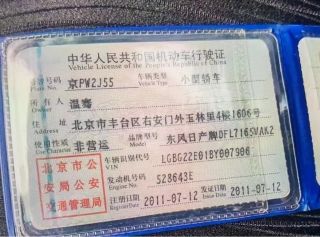 中华人民共和国机动车行驶证
Vehicle License of the People's Republic of China
号牌号码 京PW2J55 车辆类型 小型轿车
Plate No. Vehicle Type
所有人 温骞
Owner
住址 北京市丰台区右安门外玉林里4楼1606号
使用性质 非营运 品牌型号 东风日产牌DFL7165MAK2
Use Character Model
北京市公安局公安交通管理局
车辆识别代号 LGBG22E01BY007906
VIN
发动机号码 528643E
Engine No.
注册日期 2011-07-12 发证日期 2011-07-12
Register Date Issue Date